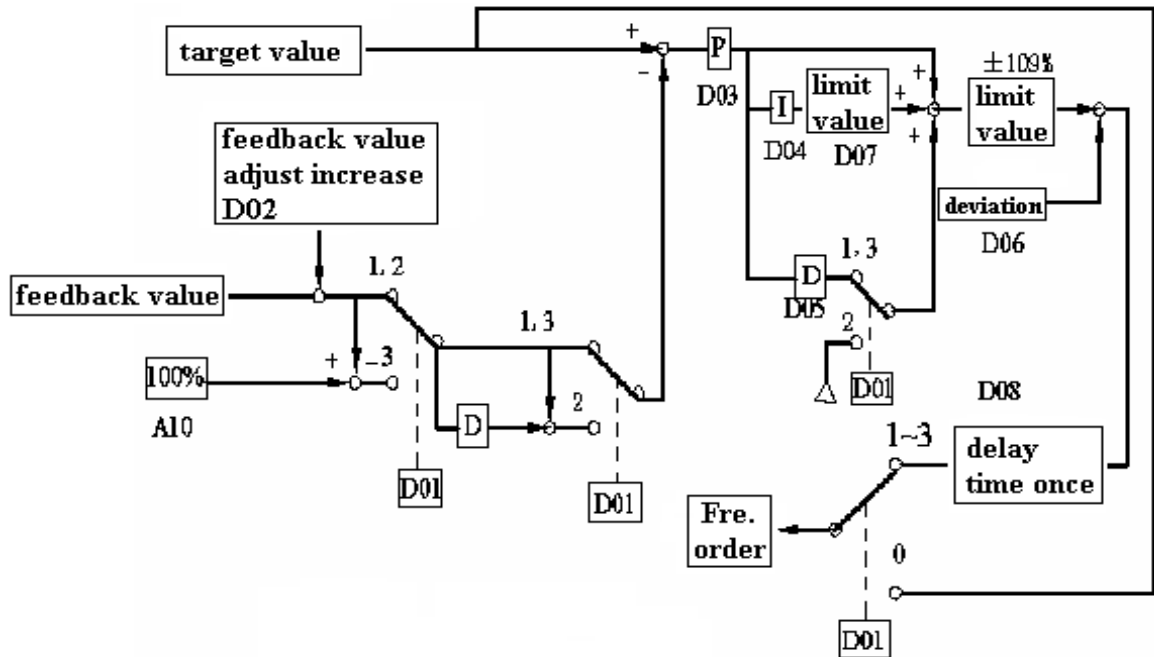 target value
+
-
P
D03
+
I
D04
limit
value
D07
+
+
±109%
limit
value
deviation
D06
feedback value
adjust increase
D02
feedback value
1, 2
1, 3
D
D05
1, 3
2
D01
100%
A10
+
-3
D
2
D01
D01
D08
1~3
delay
time once
Fre.
order
0
D01